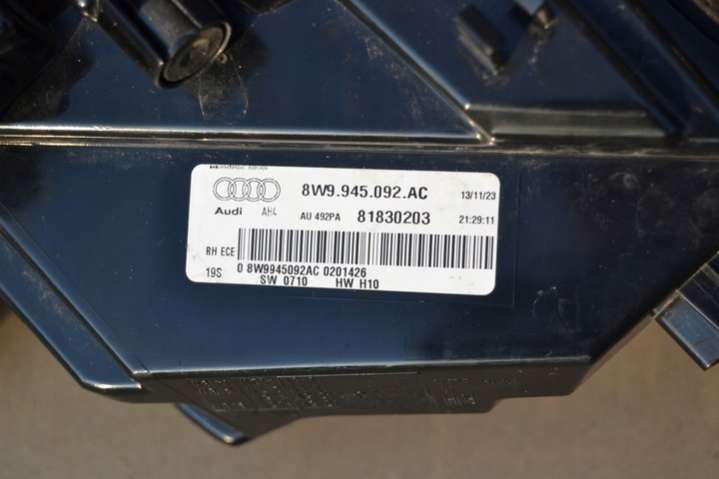 8W9.945.092.AC 13/11/23
Audi AH4 AU 492PA 81830203 21:29:11
RH ECE
19S 0 8W9945092AC 0201426
SW 0710 HW H10